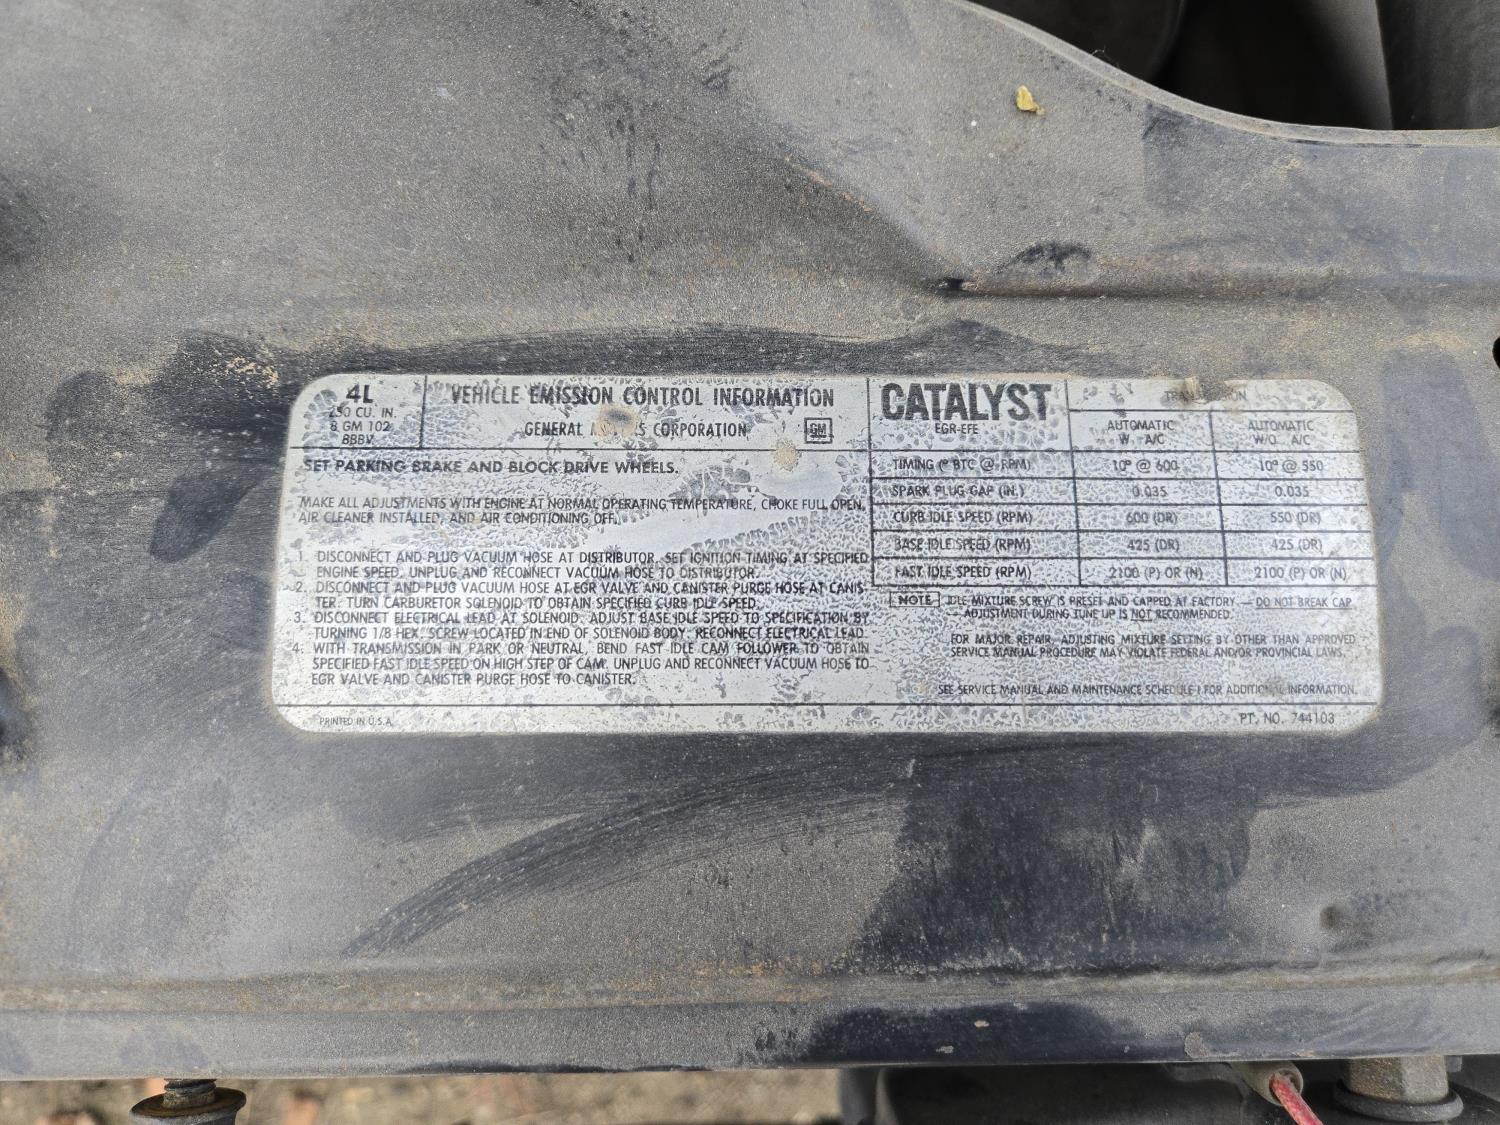 4L
250 CU. IN.
8 GM 102
BBBV
VEHICLE EMISSION CONTROL INFORMATION
GENERAL CORPORATION GM
SET PARKING BRAKE AND BLOCK DRIVE WHEELS.
MAKE ALL ADJUSTMENTS WITH ENGINE AT NORMAL OPERATING TEMPERATURE, CHOKE FULL OPEN,
AIR CLEANER INSTALLED, AND AIR CONDITIONING OFF.
1. DISCONNECT AND PLUG VACUUM HOSE AT DISTRIBUTOR. SET IGNITION TIMING AT SPECIFIED
ENGINE SPEED. UNPLUG AND RECONNECT VACUUM HOSE TO DISTRIBUTOR.
2. DISCONNECT AND PLUG VACUUM HOSE AT EGR VALVE AND CANISTER PURGE HOSE AT CANIS-
TER. TURN CARBURETOR SOLENOID TO OBTAIN SPECIFIED CURB IDLE SPEED.
3. DISCONNECT ELECTRICAL LEAD AT SOLENOID. ADJUST BASE IDLE SPEED TO SPECIFICATION BY
TURNING 1/8 HEX. SCREW LOCATED IN END OF SOLENOID BODY. RECONNECT ELECTRICAL LEAD.
4. WITH TRANSMISSION IN PARK OR NEUTRAL, BEND FAST IDLE CAM FOLLOWER TO OBTAIN
SPECIFIED FAST IDLE SPEED ON HIGH STEP OF CAM. UNPLUG AND RECONNECT VACUUM HOSE TO
EGR VALVE AND CANISTER PURGE HOSE TO CANISTER.
PRINTED IN U.S.A.
CATALYST
EGR-EFE
AUTOMATIC
W. A/C
AUTOMATIC
W/O A/C
TIMING (° BTC @ RPM) 10° @ 600 10° @ 550
SPARK PLUG GAP (IN.) 0.035 0.035
CURB IDLE SPEED (RPM) 600 (DR) 550 (DR)
BASE IDLE SPEED (RPM) 425 (DR) 425 (DR)
FAST IDLE SPEED (RPM) 2100 (P) OR (N) 2100 (P) OR (N)
NOTE IDLE MIXTURE SCREW IS PRESET AND CAPPED AT FACTORY — DO NOT BREAK CAP
ADJUSTMENT DURING TUNE UP IS NOT RECOMMENDED.
FOR MAJOR REPAIR, ADJUSTING MIXTURE SETTING BY OTHER THAN APPROVED
SERVICE MANUAL PROCEDURE MAY VIOLATE FEDERAL AND/OR PROVINCIAL LAWS.
SEE SERVICE MANUAL AND MAINTENANCE SCHEDULE I FOR ADDITIONAL INFORMATION.
PT. NO. 744103